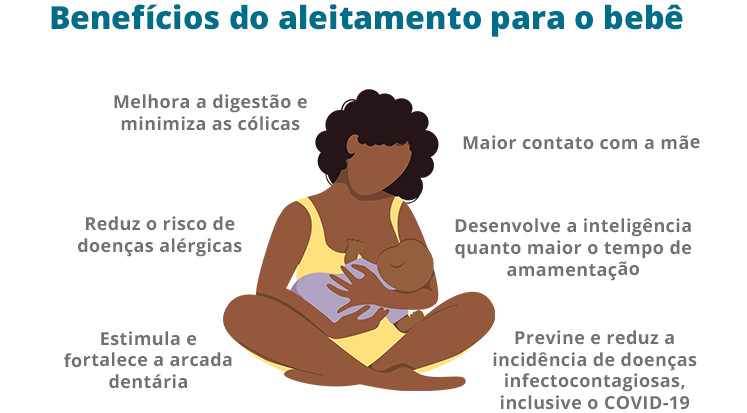 Benefícios do aleitamento para o bebê
Melhora a digestão e
minimiza as cólicas
Maior contato com a mãe
Reduz o risco de
doenças alérgicas
Desenvolve a inteligência
quanto maior o tempo de
amamentação
Estimula e
fortalece a arcada
dentária
Previne e reduz a
incidência de doenças
infectocontagiosas,
inclusive o COVID-19